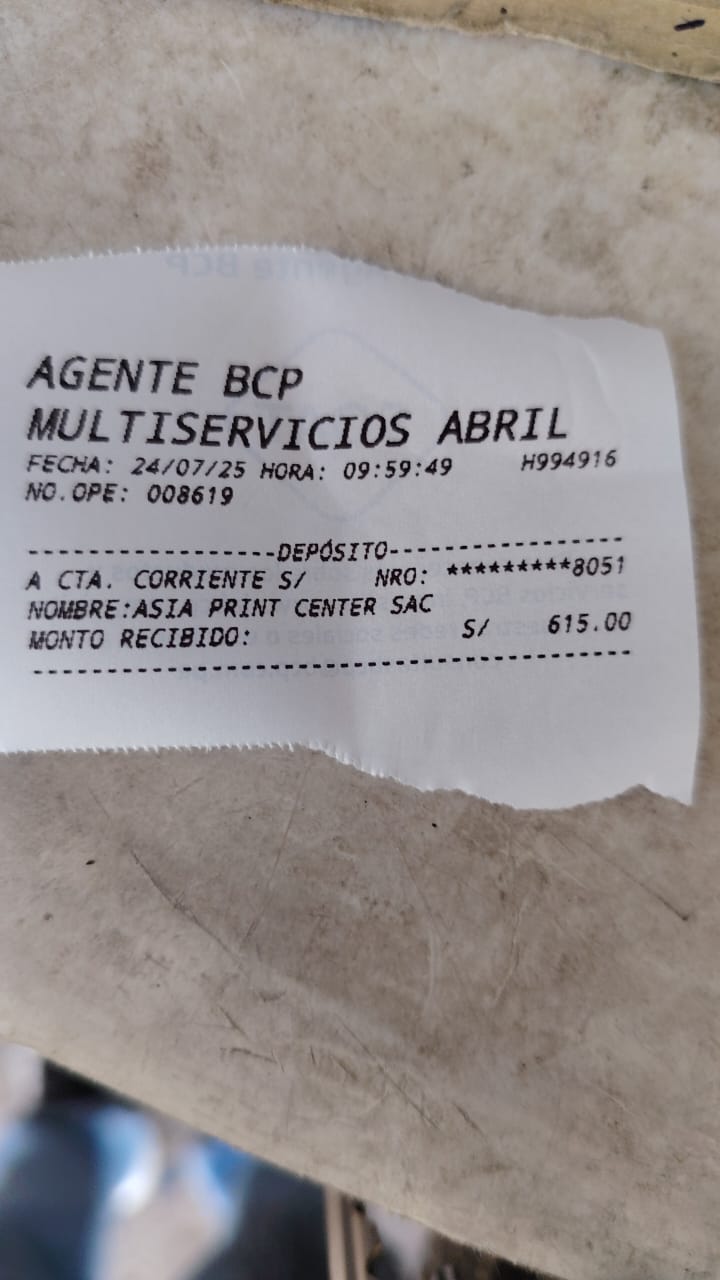 AGENTE BCP
MULTISERVICIOS ABRIL
FECHA: 24/07/25 HORA: 09:59:49 H994916
NO.OPE: 008619
------------------DEPÓSITO-----------------
A CTA. CORRIENTE S/ NRO: *********8051
NOMBRE:ASIA PRINT CENTER SAC
MONTO RECIBIDO: S/ 615.00
--------------------------------------------